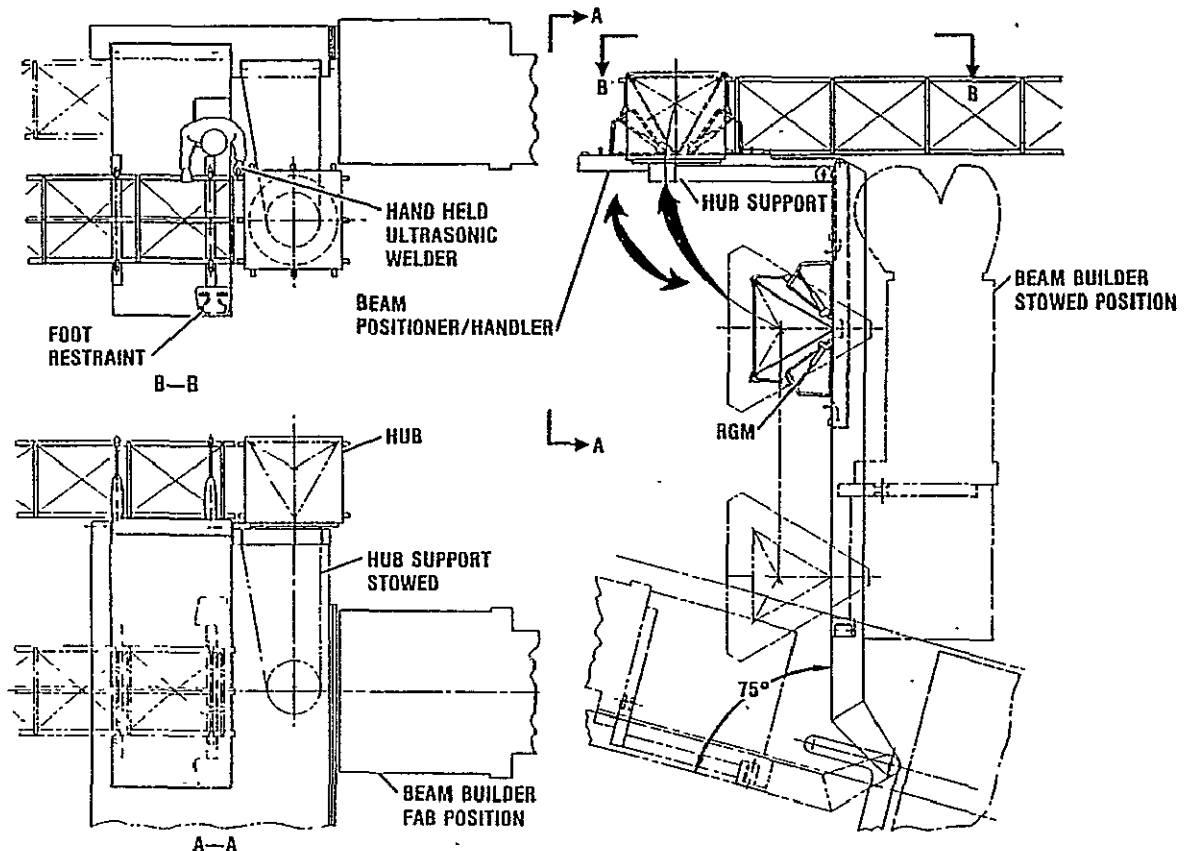 A
B
B
HAND HELD
ULTRASONIC
WELDER
HUB SUPPORT
BEAM
POSITIONER/HANDLER
BEAM BUILDER
STOWED POSITION
FOOT
RESTRAINT
B—B
RGM
A
HUB
HUB SUPPORT
STOWED
75°
BEAM BUILDER
FAB POSITION
A—A